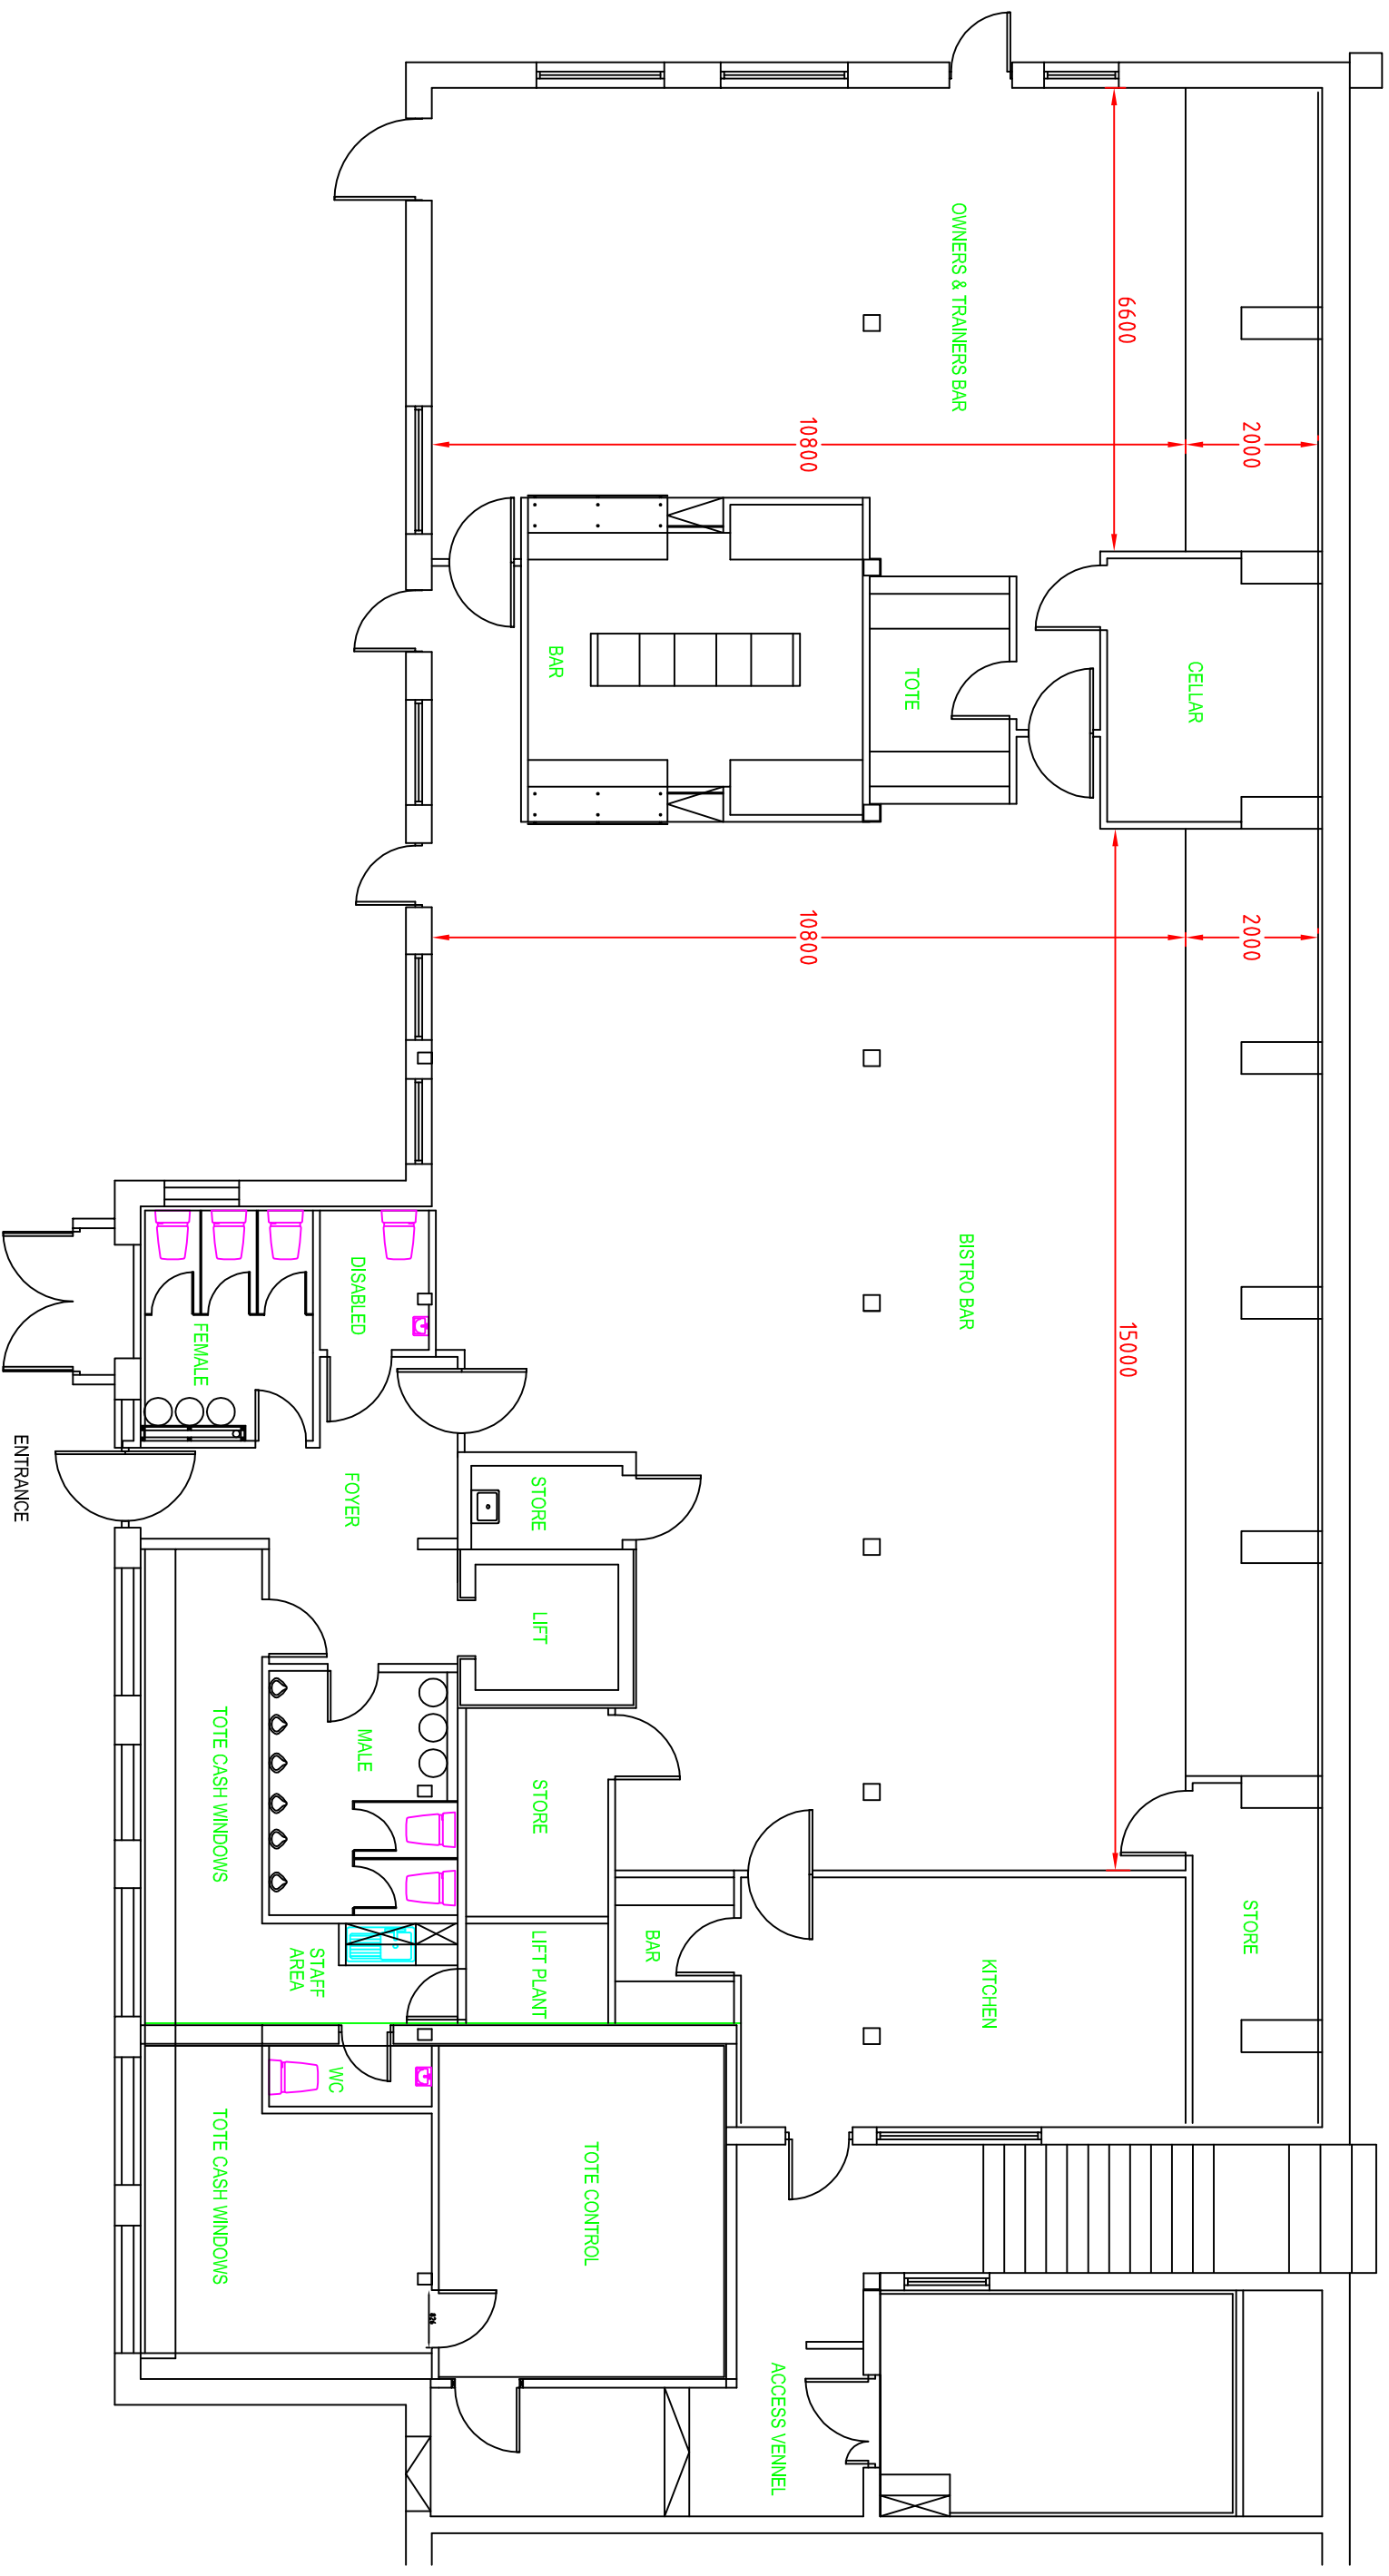 OWNERS & TRAINERS BAR
6600
10800
2000
BAR
TOTE
CELLAR
10800
2000
BISTRO BAR
15000
DISABLED
FEMALE
ENTRANCE
FOYER
STORE
LIFT
TOTE CASH WINDOWS
MALE
STORE
STAFF
AREA
LIFT PLANT
BAR
KITCHEN
STORE
WC
TOTE CASH WINDOWS
TOTE CONTROL
826
ACCESS VENNEL